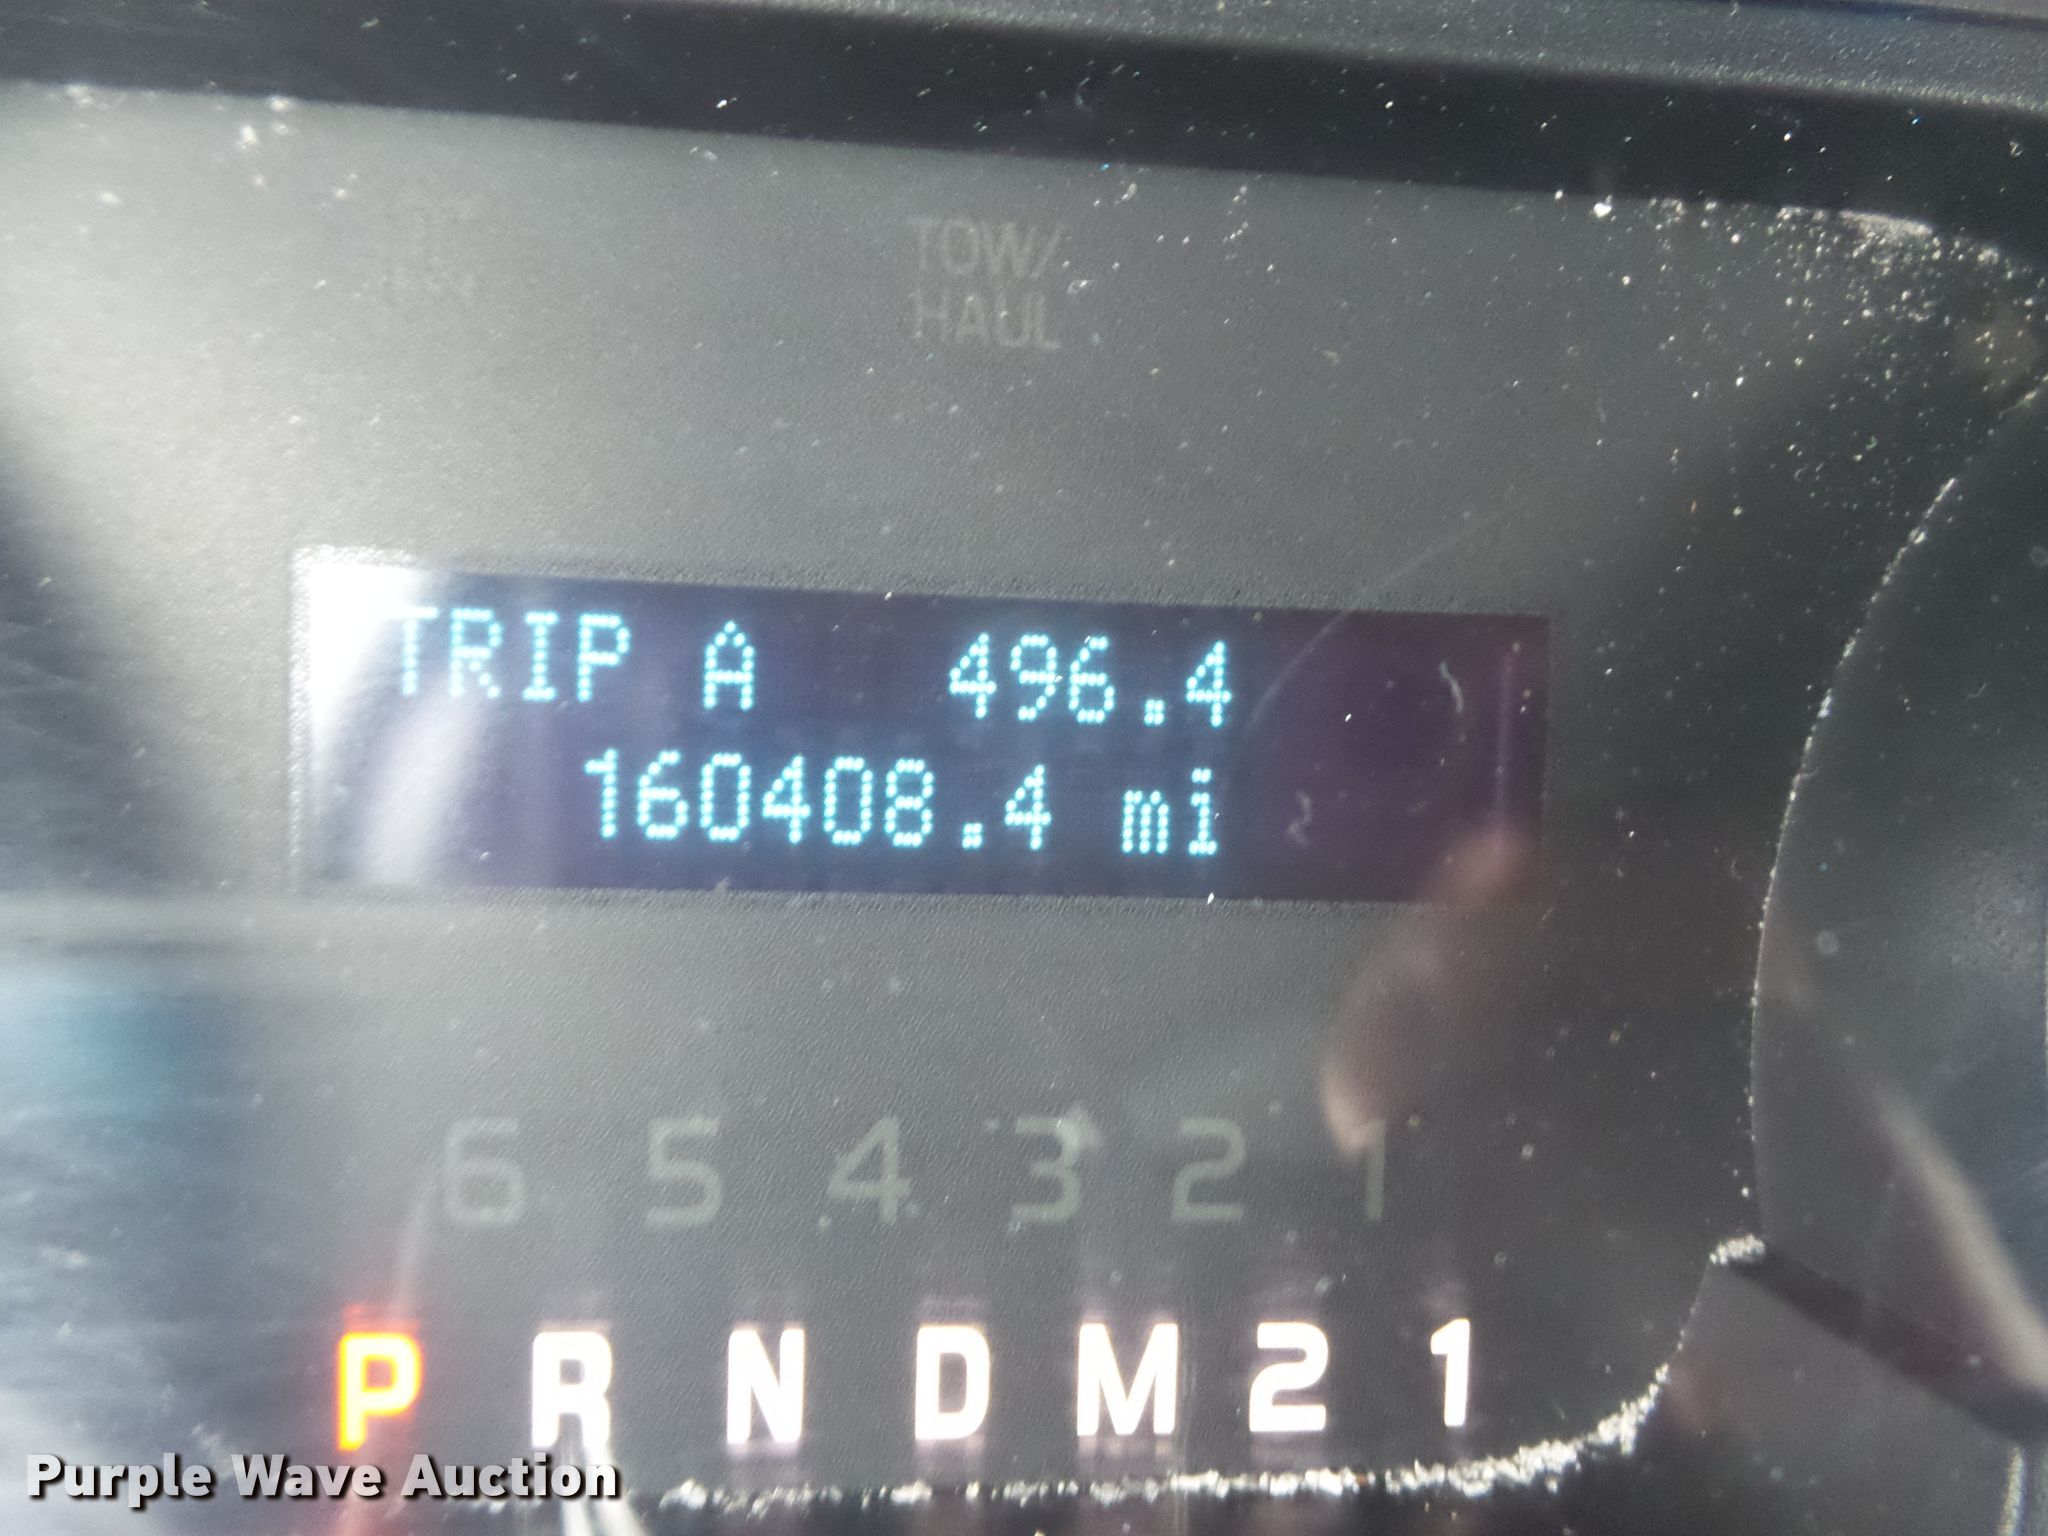 TOW/
HAUL
TRIP A 496.4
160408.4 mi
6 5 4 3 2 1
P R N D M 2 1
Purple Wave Auction